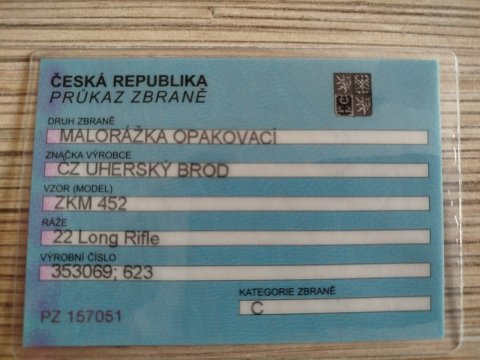 ČESKÁ REPUBLIKA
PRŮKAZ ZBRANĚ
DRUH ZBRANĚ
MALORÁŽKA OPAKOVACÍ
ZNAČKA VÝROBCE
CZ UHERSKÝ BROD
VZOR (MODEL)
ZKM 452
RÁŽE
22 Long Rifle
VÝROBNÍ ČÍSLO
353069; 623
KATEGORIE ZBRANĚ
C
PZ 157051